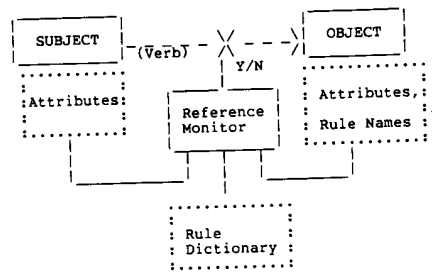 SUBJECT
(Verb)
OBJECT
Y/N
Attributes
Reference
Monitor
Attributes,
Rule Names
Rule
Dictionary